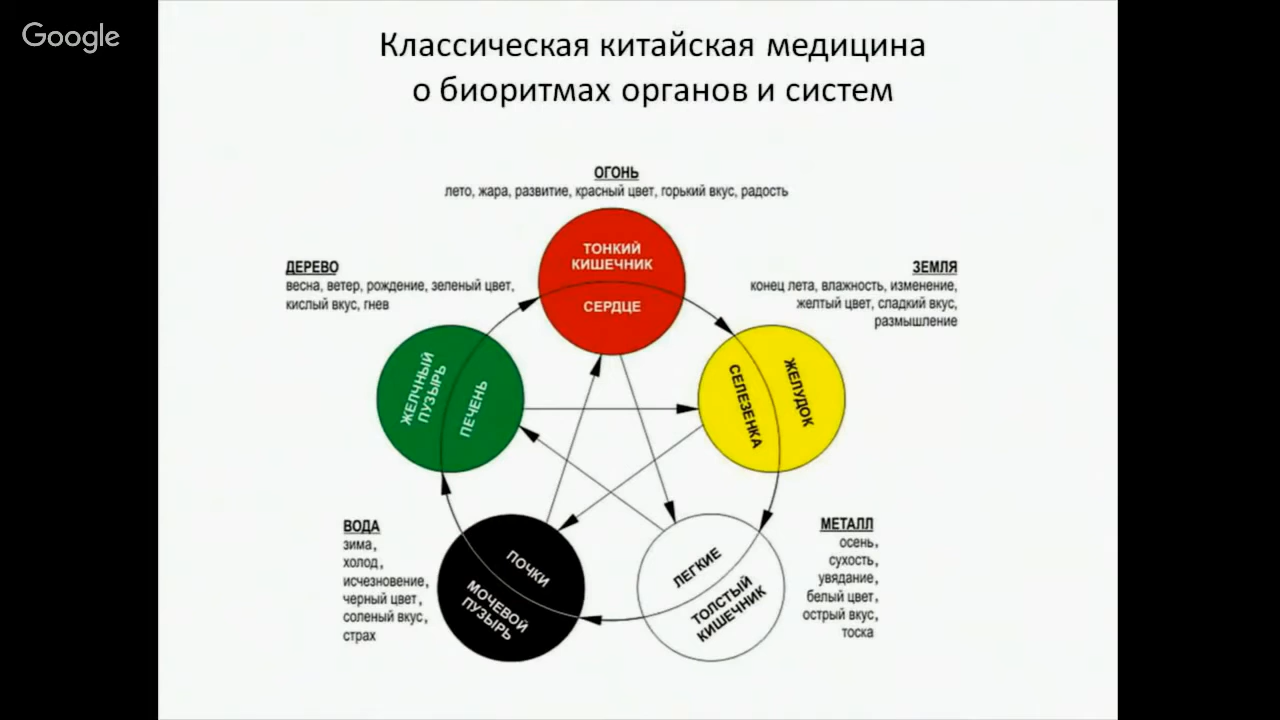 Google
Классическая китайская медицина
о биоритмах органов и систем
ОГОНЬ
лето, жара, развитие, красный цвет, горький вкус, радость
ТОНКИЙ
КИШЕЧНИК
СЕРДЦЕ
ДЕРЕВО
весна, ветер, рождение, зеленый цвет,
кислый вкус, гнев
ЗЕМЛЯ
конец лета, влажность, изменение,
желтый цвет, сладкий вкус,
размышление
ЖЕЛЧНЫЙ
ПУЗЫРЬ
ПЕЧЕНЬ
СЕЛЕЗЕНКА
ЖЕЛУДОК
ВОДА
зима,
холод,
исчезновение,
черный цвет,
соленый вкус,
страх
ПОЧКИ
МОЧЕВОЙ
ПУЗЫРЬ
ЛЕГКИЕ
ТОЛСТЫЙ
КИШЕЧНИК
МЕТАЛЛ
осень,
сухость,
увядание,
белый цвет,
острый вкус,
тоска